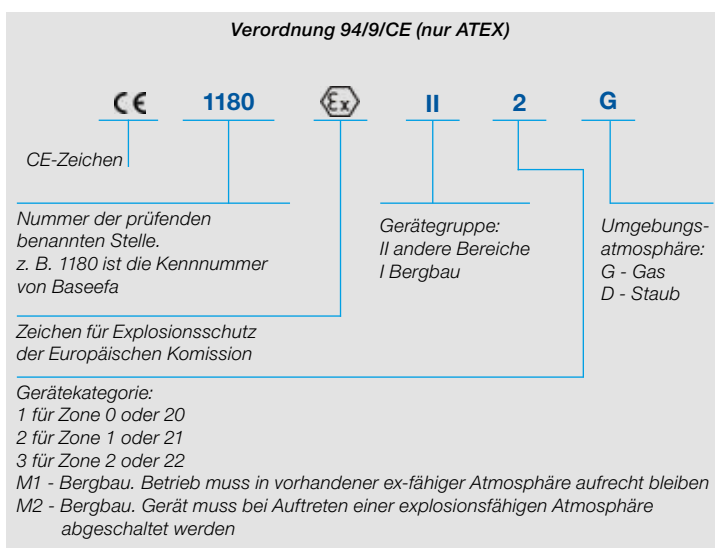 Verordnung 94/9/CE (nur ATEX)
CE 1180 Ex II 2 G
CE-Zeichen
Nummer der prüfenden
benannten Stelle.
z. B. 1180 ist die Kennnummer
von Baseefa
Gerätegruppe:
II andere Bereiche
I Bergbau
Umgebungs-
atmosphäre:
G - Gas
D - Staub
Zeichen für Explosionsschutz
der Europäischen Komission
Gerätekategorie:
1 für Zone 0 oder 20
2 für Zone 1 oder 21
3 für Zone 2 oder 22
M1 - Bergbau. Betrieb muss in vorhandener ex-fähiger Atmosphäre aufrecht bleiben
M2 - Bergbau. Gerät muss bei Auftreten einer explosionsfähigen Atmosphäre
abgeschaltet werden